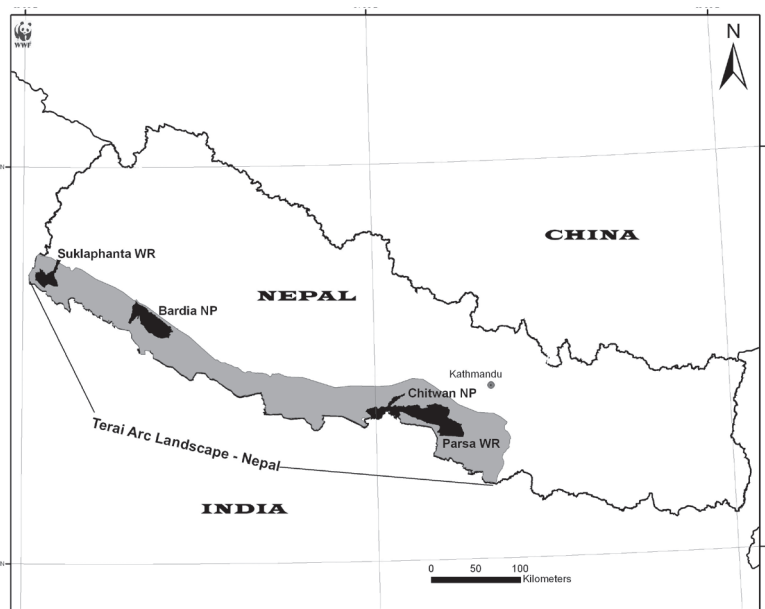 WWF
N
CHINA
Suklaphanta WR
NEPAL
Bardia NP
Kathmandu
Chitwan NP
Parsa WR
Terai Arc Landscape - Nepal
INDIA
0 50 100
Kilometers